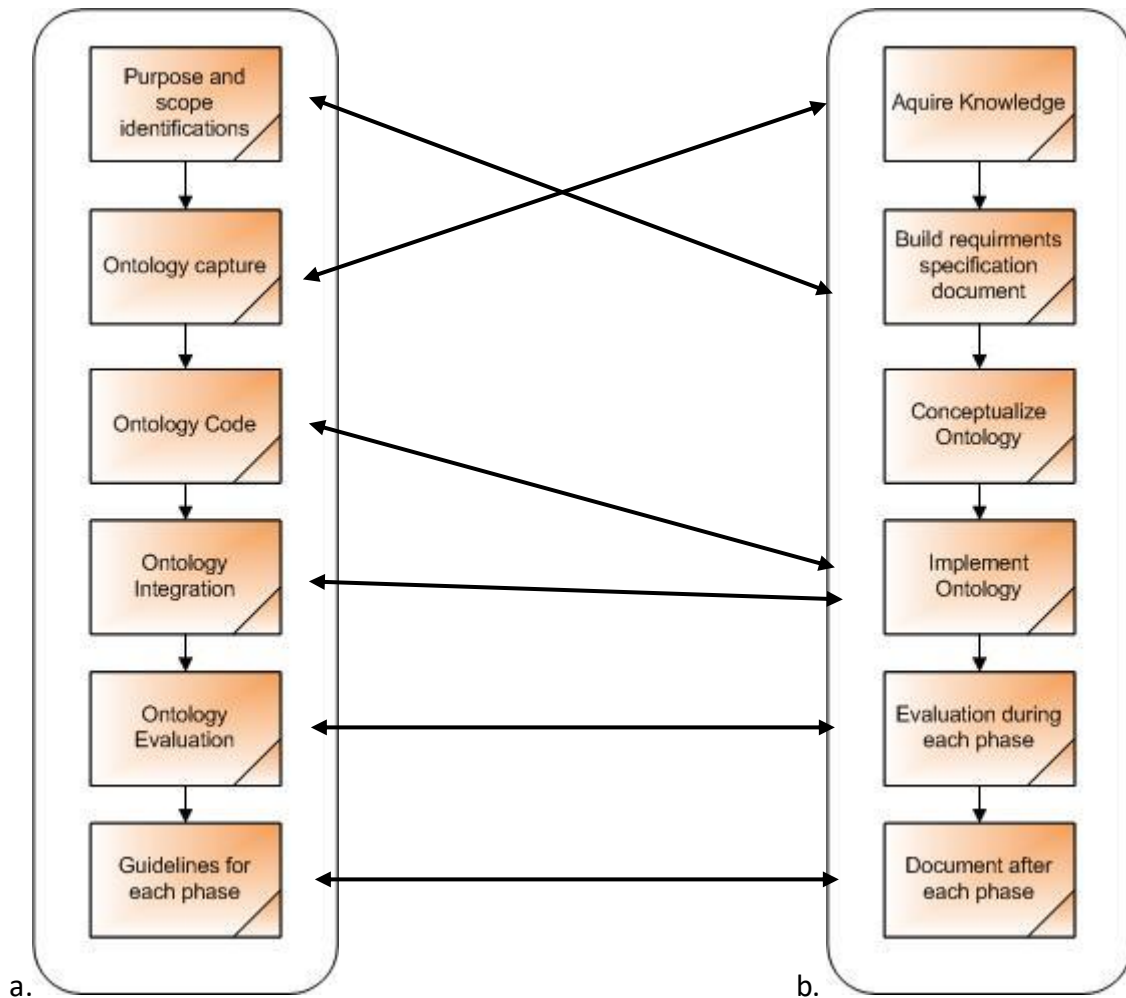 Purpose and
scope
identifications
Ontology capture
Ontology Code
Ontology
Integration
Ontology
Evaluation
Guidelines for
each phase
a.
Aquire Knowledge
Build requirments
specification
document
Conceptualize
Ontology
Implement
Ontology
Evaluation during
each phase
Document after
each phase
b.